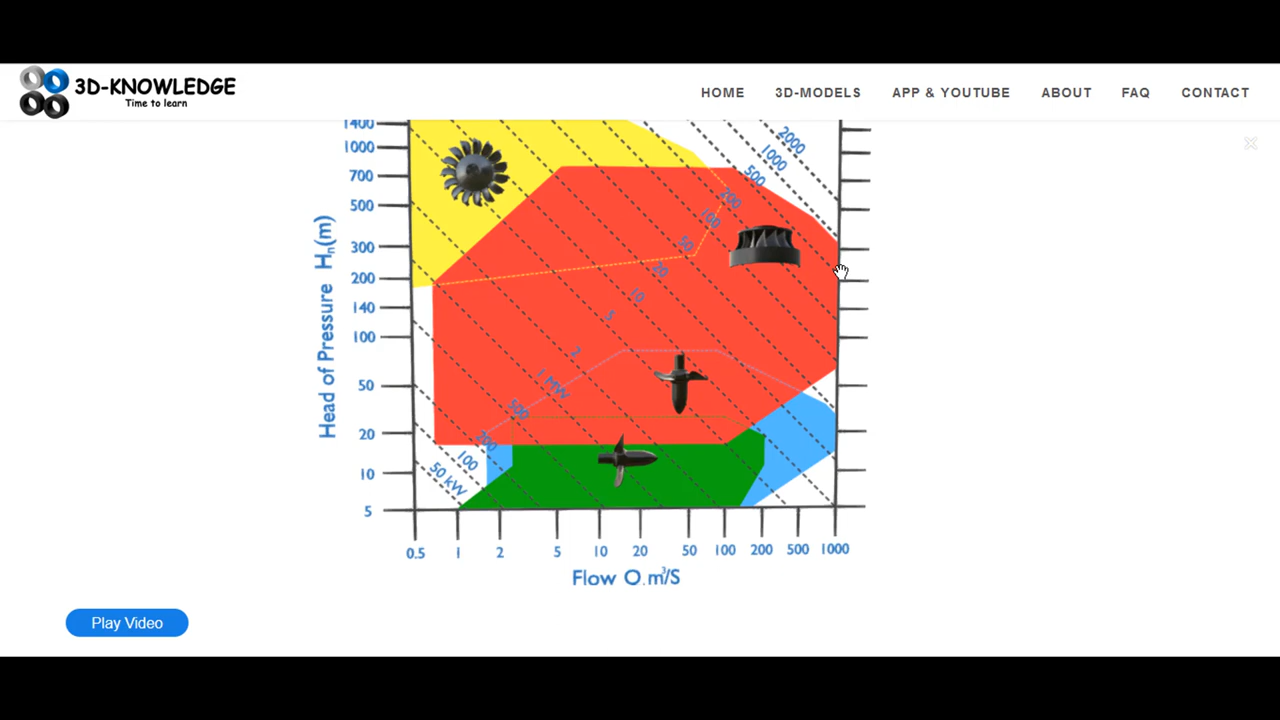 3D-KNOWLEDGE
Time to learn
HOME 3D-MODELS APP & YOUTUBE ABOUT FAQ CONTACT
1400
1000
700
500
300
200
140
100
50
20
10
5
Head of Pressure Hn(m)
2000
1000
500
200
100
50
20
10
5
2
1 MW
500
200
100
50 kW
0.5 1 2 5 10 20 50 100 200 500 1000
Flow Q.m³/S
Play Video